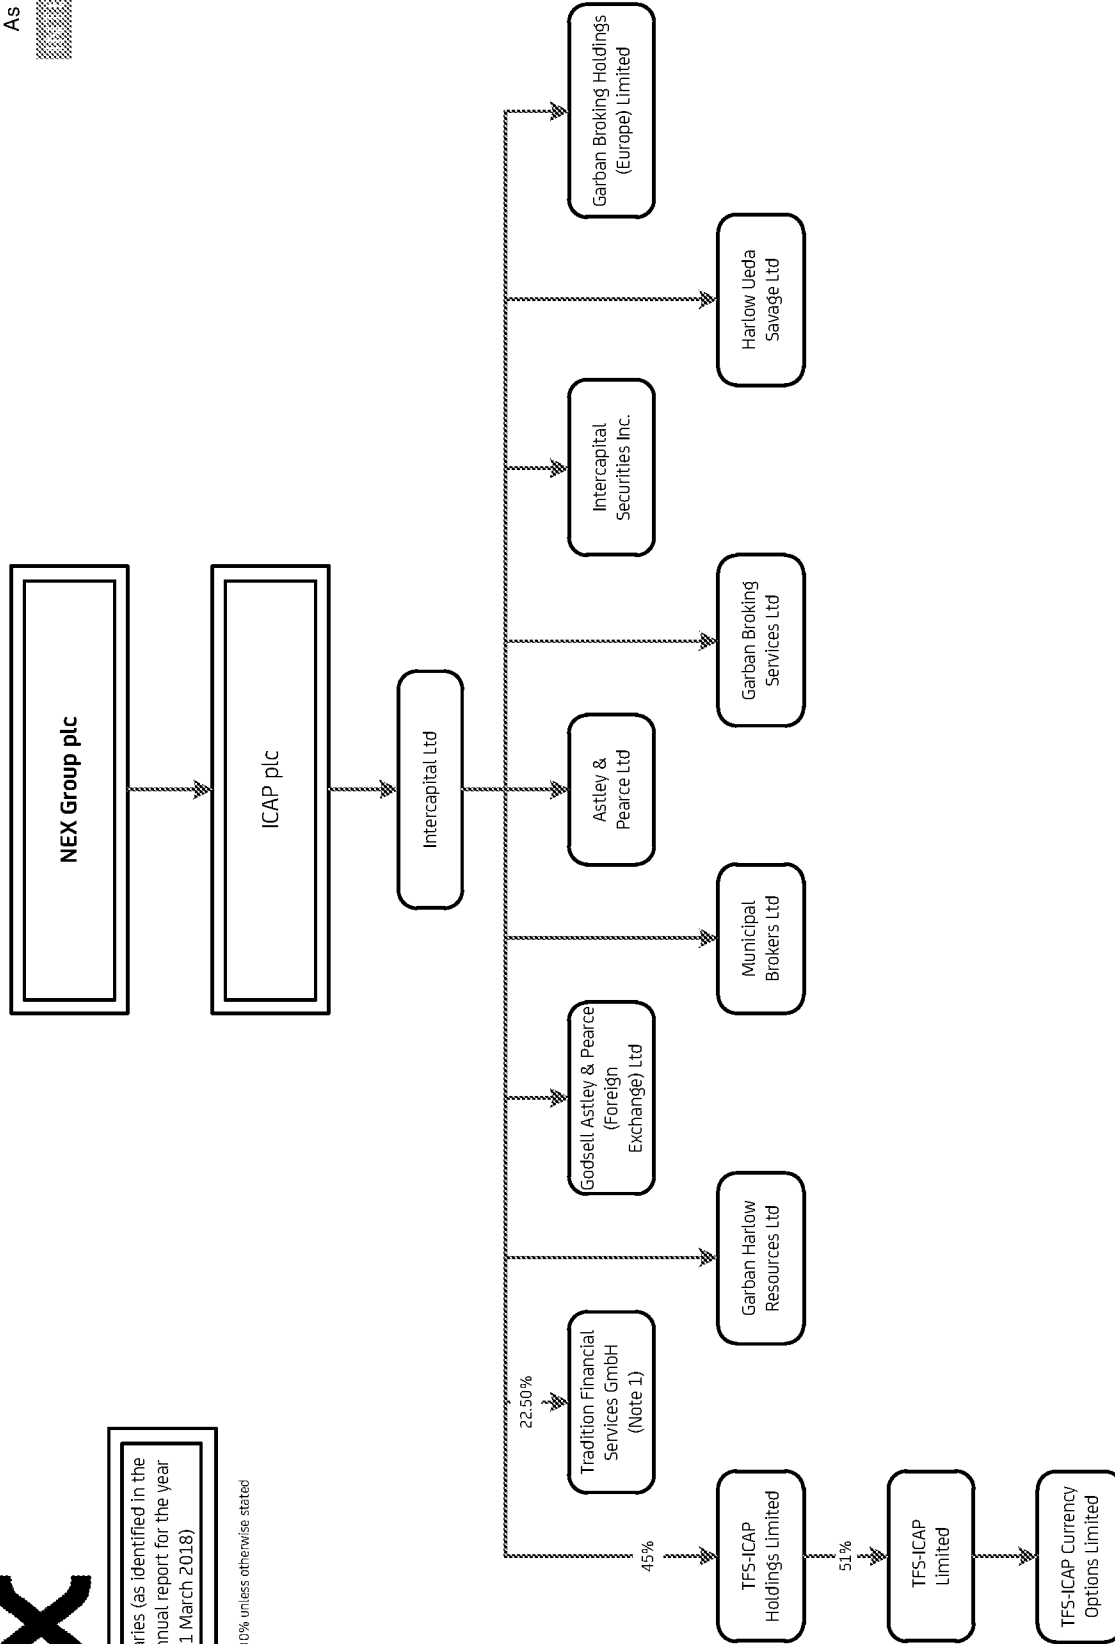 As
NEX Group plc
ICAP plc
Intercapital Ltd
X
aries (as identified in the
nnual report for the year
1 March 2018)
00% unless otherwise stated
45%
22.50%
TFS-ICAP
Holdings Limited
51%
TFS-ICAP
Limited
TFS-ICAP Currency
Options Limited
Tradition Financial
Services GmbH
(Note 1)
Garban Harlow
Resources Ltd
Godsell Astley & Pearce
(Foreign
Exchange) Ltd
Municipal
Brokers Ltd
Astley &
Pearce Ltd
Garban Broking
Services Ltd
Intercapital
Securities Inc.
Harlow Ueda
Savage Ltd
Garban Broking Holdings
(Europe) Limited